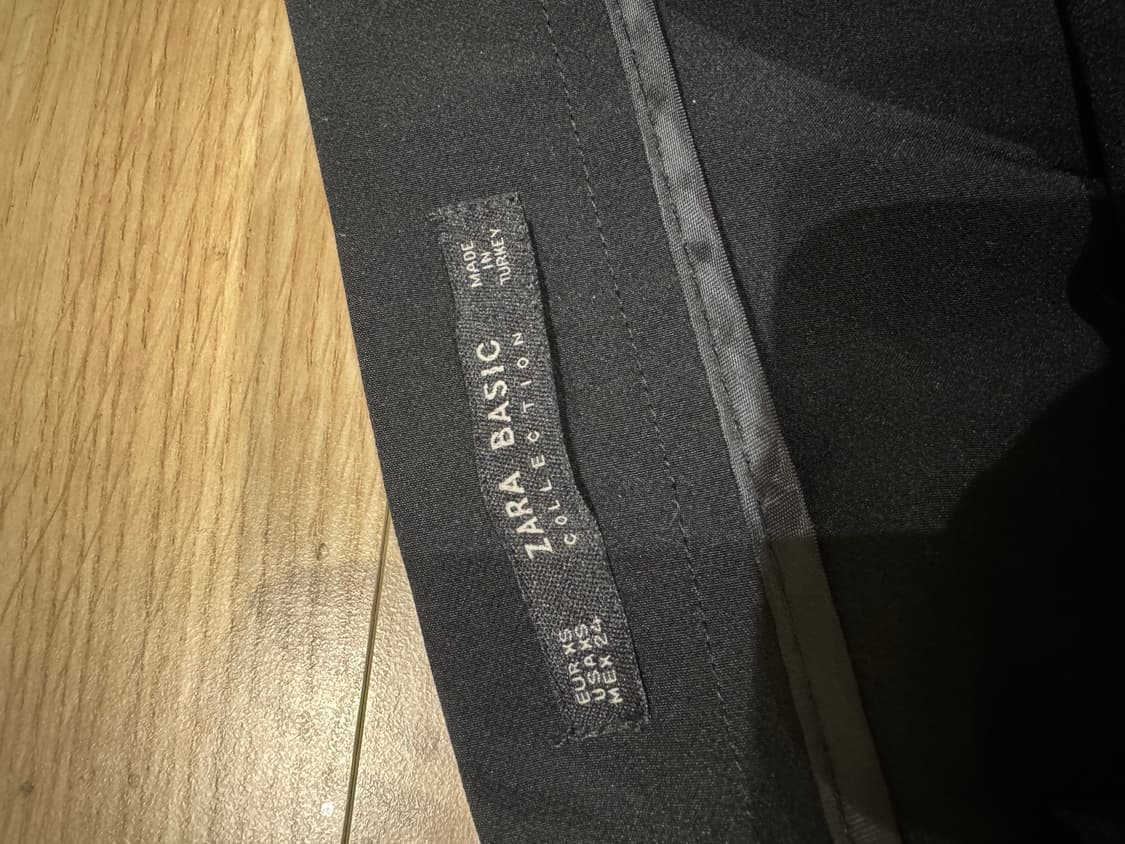 EUR XS
USA XS
MEX 24
ZARA BASIC
COLLECTION
MADE
IN
TURKEY